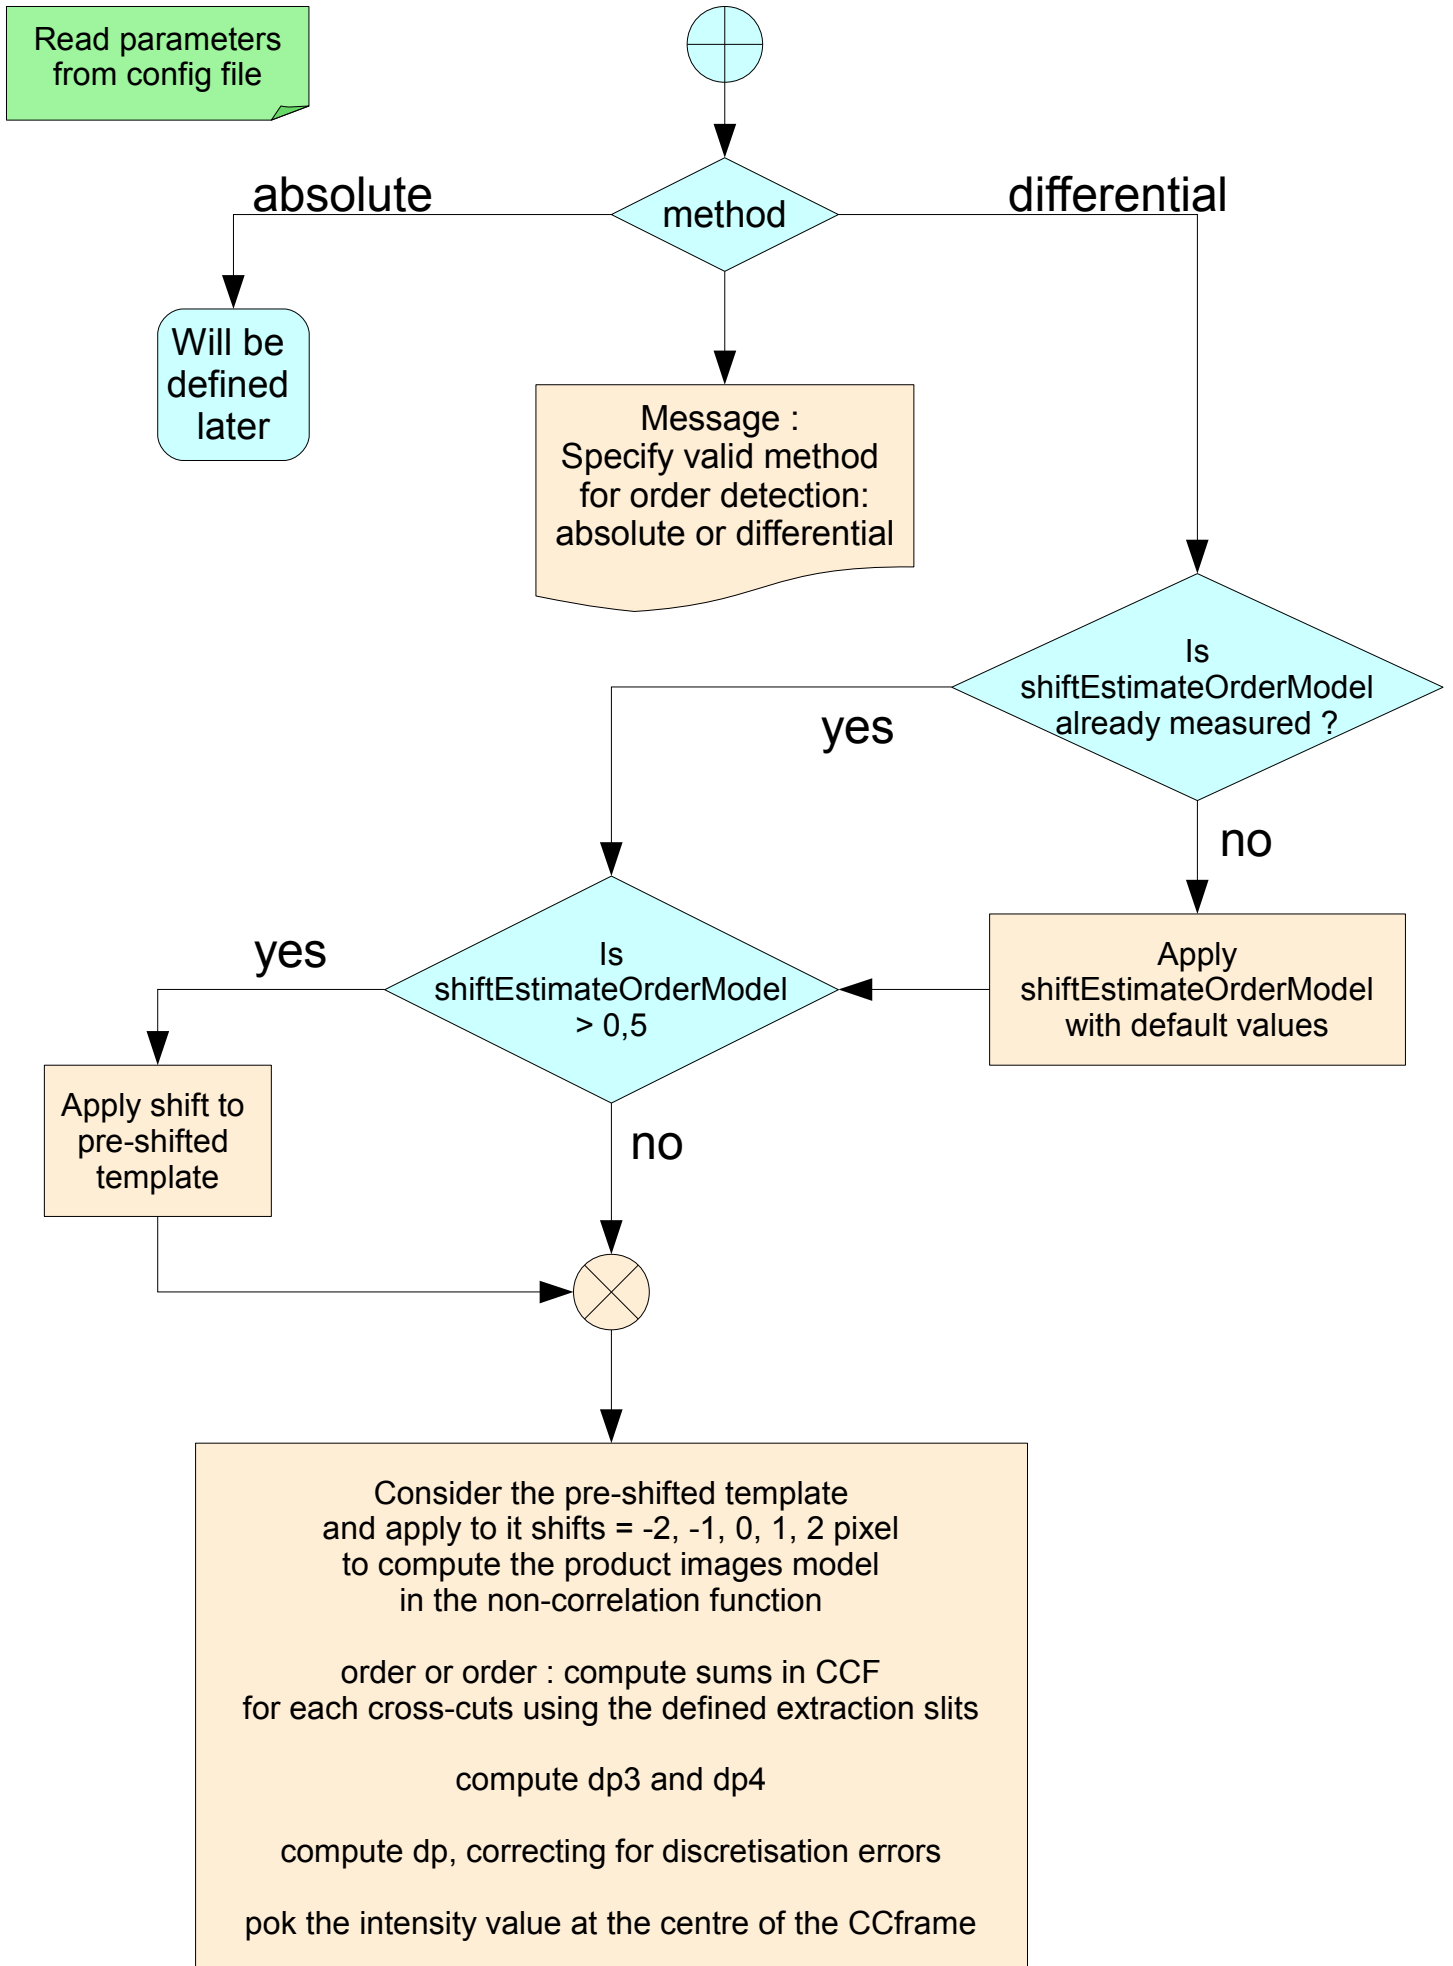 Read parameters
from config file
absolute
method
differential
Will be
defined
later
Message :
Specify valid method
for order detection:
absolute or differential
Is
shiftEstimateOrderModel
already measured ?
yes
no
yes
Is
shiftEstimateOrderModel
> 0,5
Apply
shiftEstimateOrderModel
with default values
Apply shift to
pre-shifted
template
no
Consider the pre-shifted template
and apply to it shifts = -2, -1, 0, 1, 2 pixel
to compute the product images model
in the non-correlation function
order or order : compute sums in CCF
for each cross-cuts using the defined extraction slits
compute dp3 and dp4
compute dp, correcting for discretisation errors
pok the intensity value at the centre of the CCframe